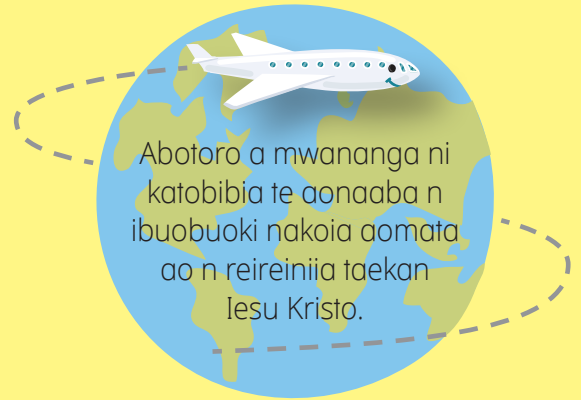 Abotoro a mwananga ni
katobibia te aonaaba n
ibuobuoki nakoia aomata
ao n reireiniia taekan
Iesu Kristo.